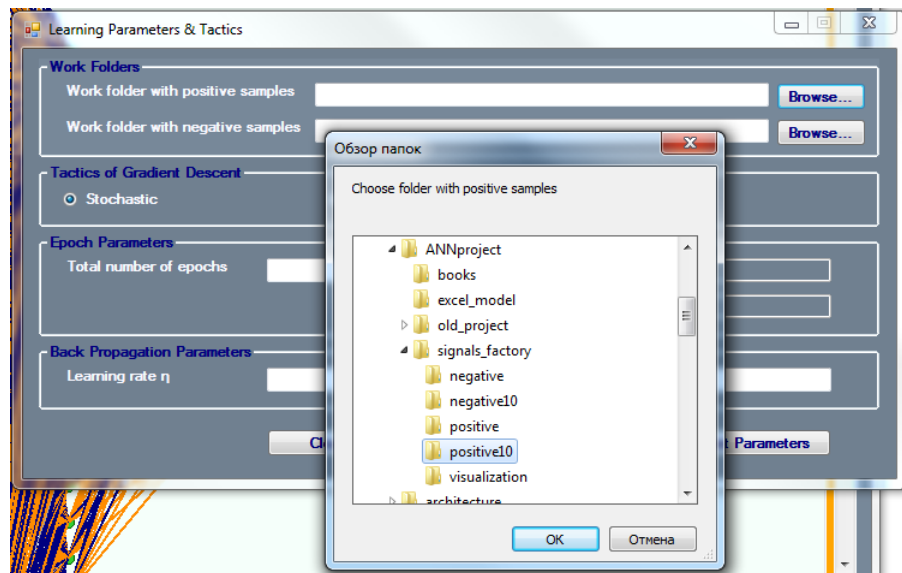 Learning Parameters & Tactics
Work Folders
Work folder with positive samples
Browse...
Work folder with negative samples
Browse...
Обзор папок
Choose folder with positive samples
Tactics of Gradient Descent
Stochastic
Epoch Parameters
Total number of epochs
Back Propagation Parameters
Learning rate η
ANNproject
books
excel_model
old_project
signals_factory
negative
negative10
positive
positive10
visualization
architecture
Parameters
OK
Отмена